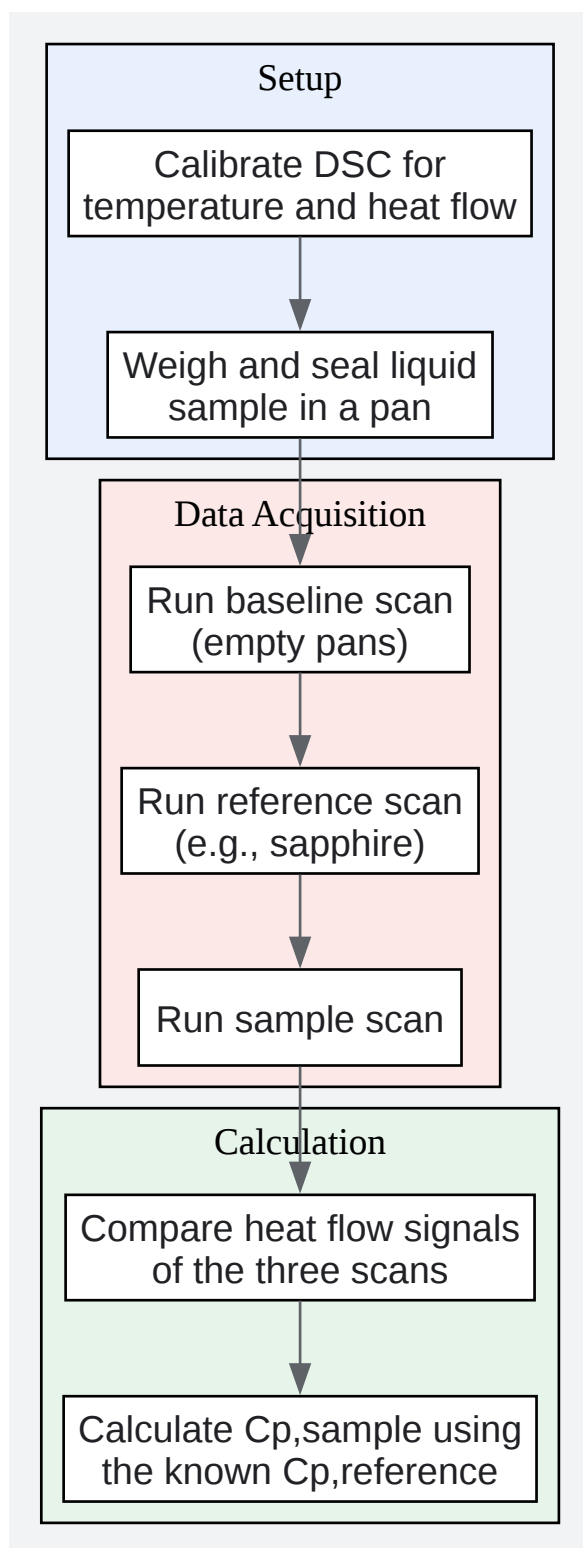 Setup
Calibrate DSC for
temperature and heat flow
Weigh and seal liquid
sample in a pan
Data Acquisition
Run baseline scan
(empty pans)
Run reference scan
(e.g., sapphire)
Run sample scan
Calculation
Compare heat flow signals
of the three scans
Calculate Cp,sample using
the known Cp,reference